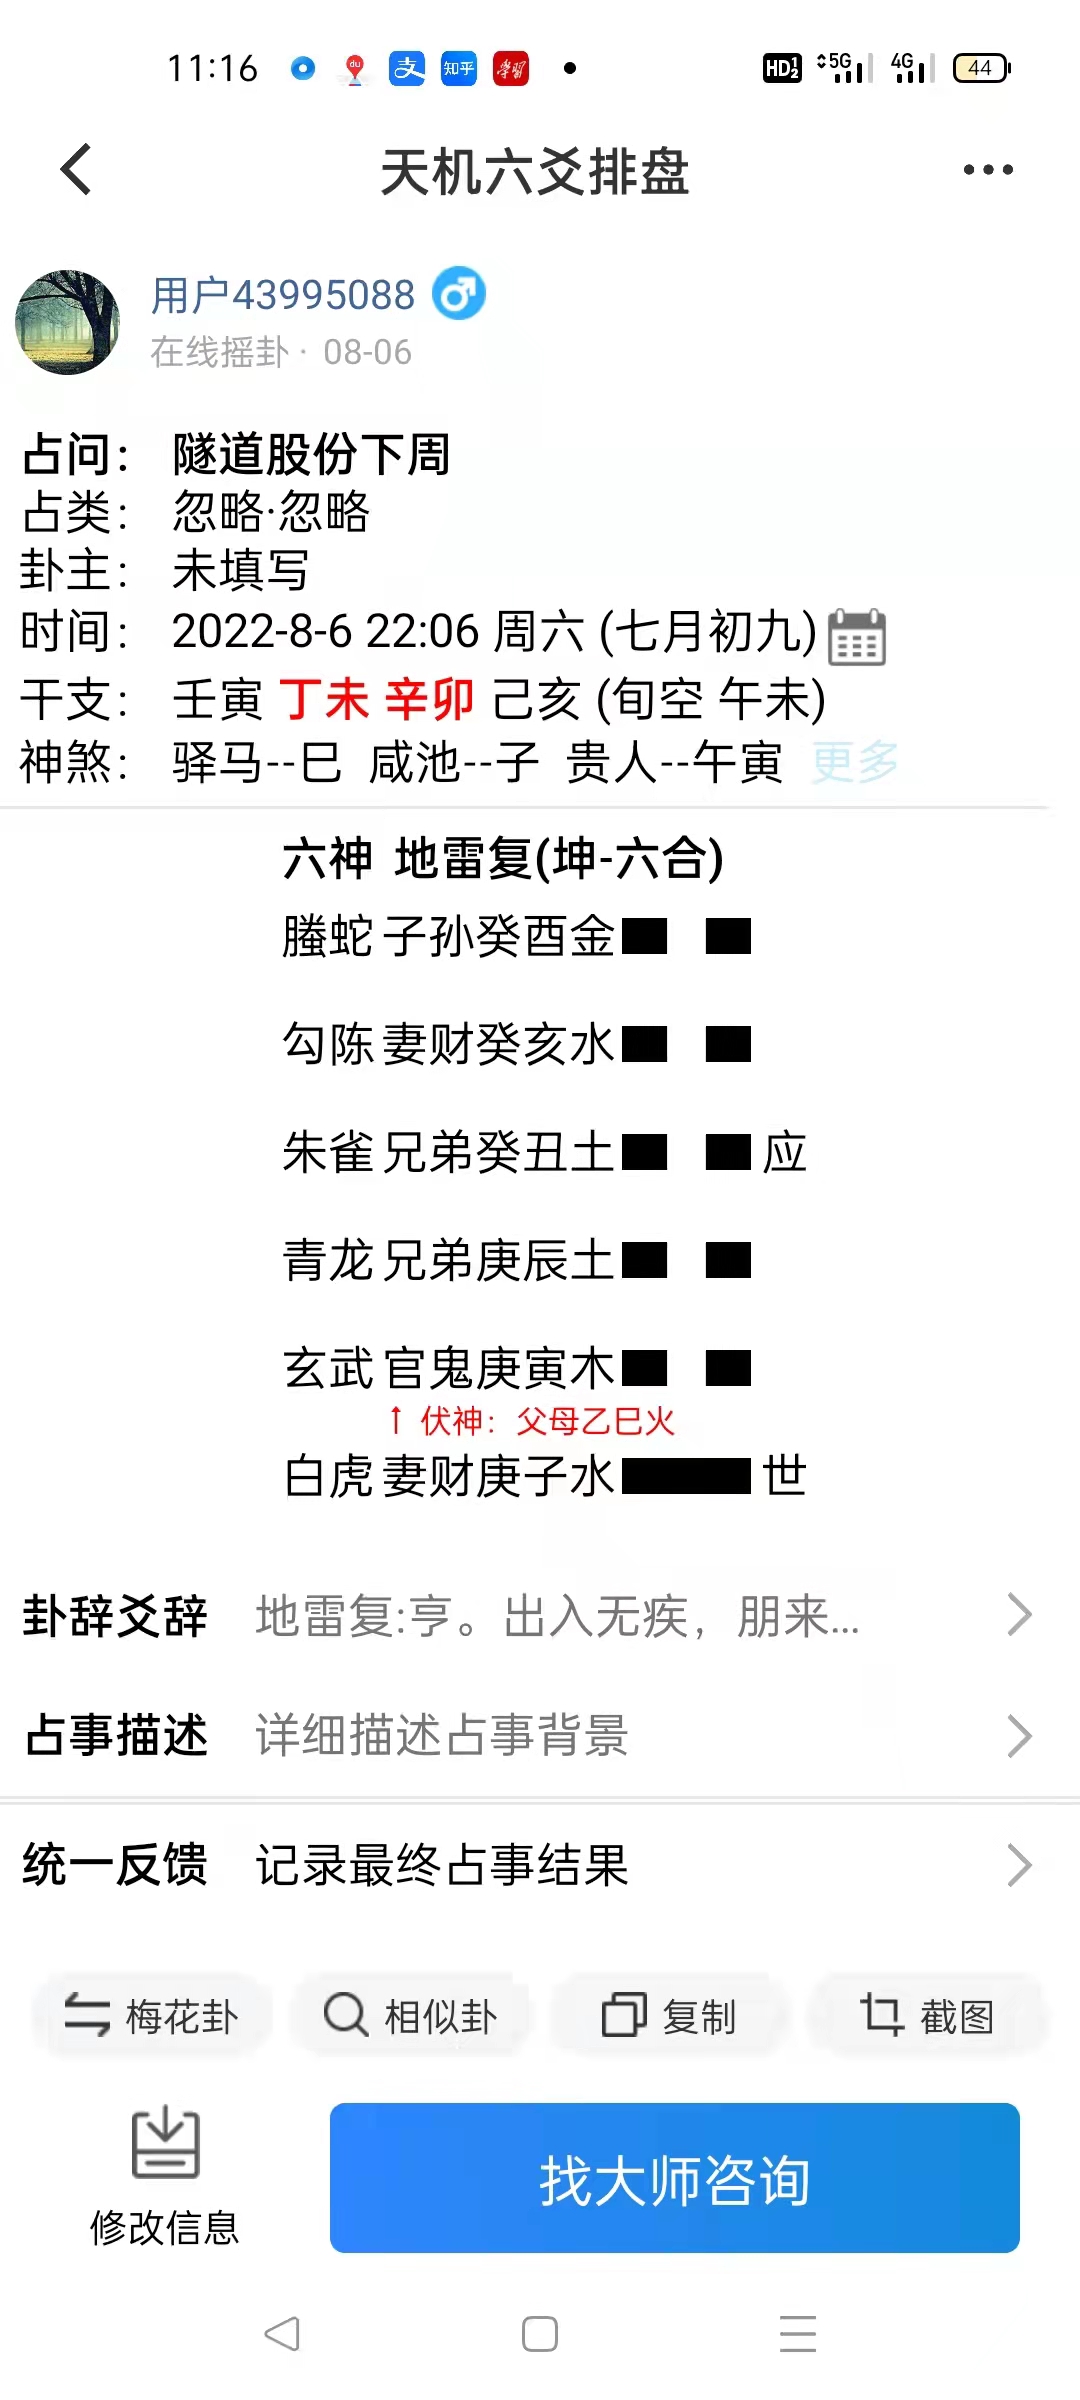 11:16 du 支 知乎 学习 HD 1 2 5G 4G 44
天机六爻排盘
用户43995088
在线摇卦 · 08-06
占问： 隧道股份下周
占类： 忽略·忽略
卦主： 未填写
时间： 2022-8-6 22:06 周六 (七月初九)
干支： 壬寅 丁未 辛卯 己亥 (旬空 午未)
神煞： 驿马--巳 咸池--子 贵人--午寅 更多
六神 地雷复(坤-六合)
螣蛇 子孙癸酉金
勾陈 妻财癸亥水
朱雀 兄弟癸丑土 应
青龙 兄弟庚辰土
玄武 官鬼庚寅木
↑ 伏神：父母乙巳火
白虎 妻财庚子水 世
卦辞爻辞 地雷复:亨。出入无疾，朋来...
占事描述 详细描述占事背景
统一反馈 记录最终占事结果
梅花卦 相似卦 复制 截图
修改信息 找大师咨询